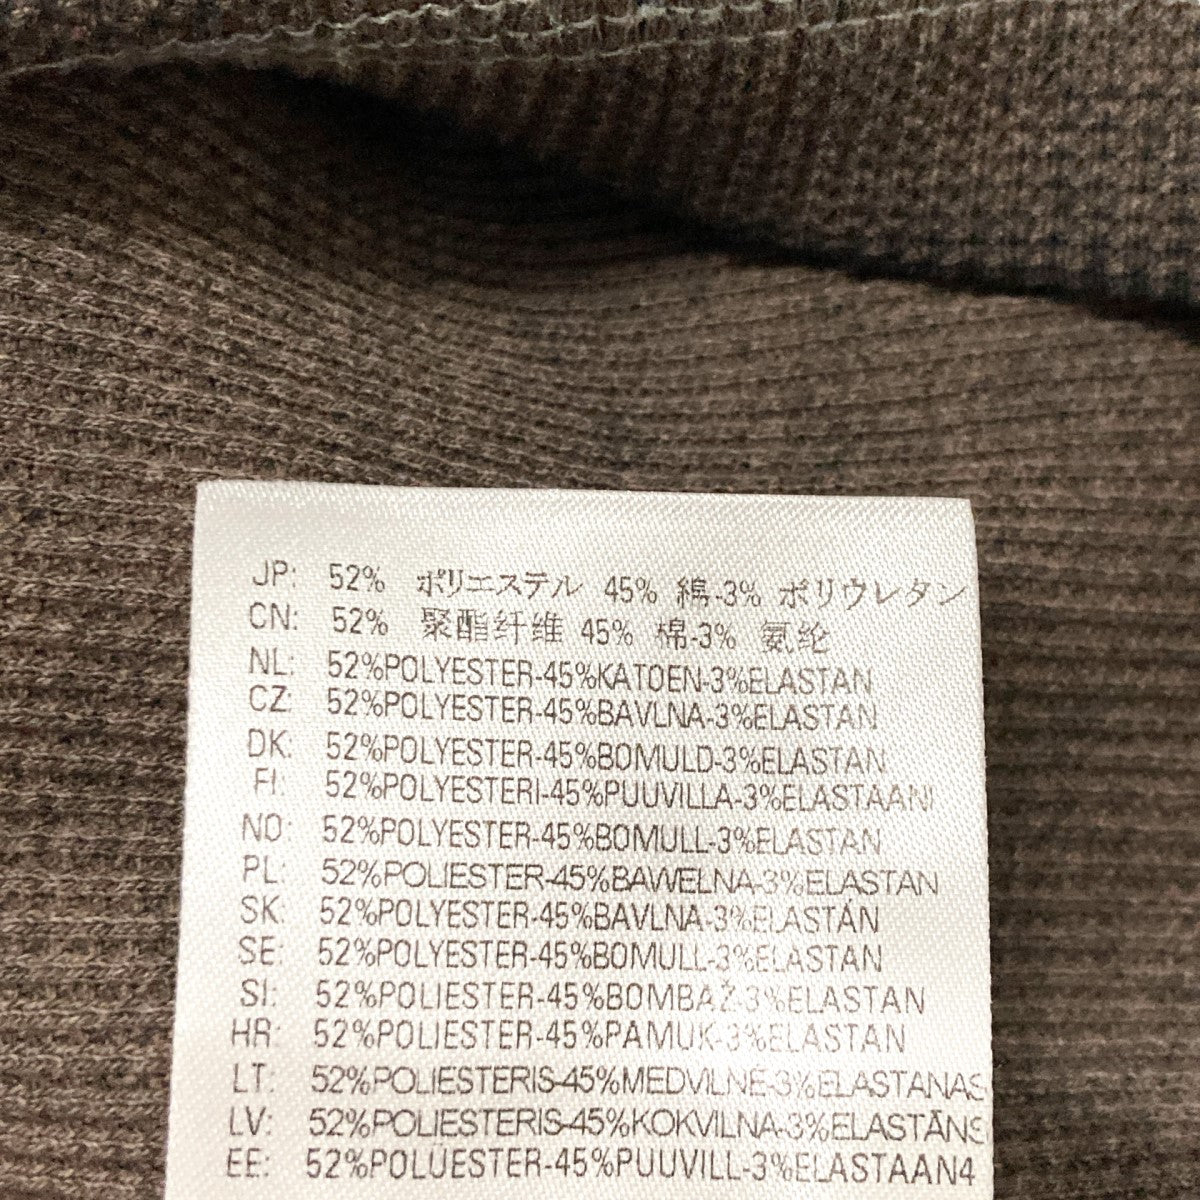 JP: 52% ポリエステル 45% 綿-3% ポリウレタン
CN: 52% 聚酯纤维 45% 棉-3% 氨纶
NL: 52%POLYESTER-45%KATOEN-3%ELASTAN
CZ: 52%POLYESTER-45%BAVLNA-3%ELASTAN
DK: 52%POLYESTER-45%BOMULD-3%ELASTAN
FI: 52%POLYESTERI-45%PUUVILLA-3%ELASTAANI
NO: 52%POLYESTER-45%BOMULL-3%ELASTAN
PL: 52%POLIESTER-45%BAWEŁNA-3%ELASTAN
SK: 52%POLYESTER-45%BAVLNA-3%ELASTÁN
SE: 52%POLYESTER-45%BOMULL-3%ELASTAN
SI: 52%POLIESTER-45%BOMBAŽ-3%ELASTAN
HR: 52%POLIESTER-45%PAMUK-3%ELASTAN
LT: 52%POLIESTERIS-45%MEDVILNĖ-3%ELASTANAS
LV: 52%POLIESTERIS-45%KOKVILNA-3%ELASTĀNS
EE: 52%POLÜESTER-45%PUUVILL-3%ELASTAAN4